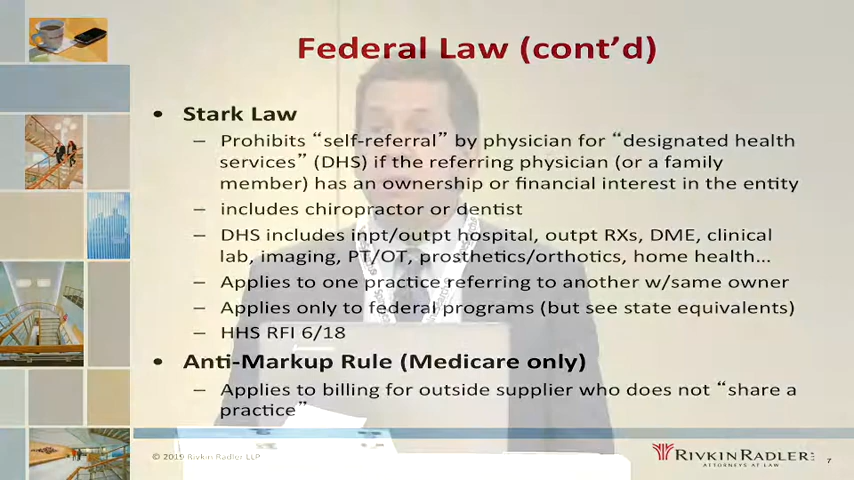 Federal Law (cont’d)
• Stark Law
– Prohibits “self-referral” by physician for “designated health
services” (DHS) if the referring physician (or a family
member) has an ownership or financial interest in the entity
– includes chiropractor or dentist
– DHS includes inpt/outpt hospital, outpt RXs, DME, clinical
lab, imaging, PT/OT, prosthetics/orthotics, home health…
– Applies to one practice referring to another w/same owner
– Applies only to federal programs (but see state equivalents)
– HHS RFI 6/18
• Anti-Markup Rule (Medicare only)
– Applies to billing for outside supplier who does not “share a
practice”
© 2019 Rivkin Radler LLP
RIVKIN RADLER
ATTORNEYS AT LAW
7